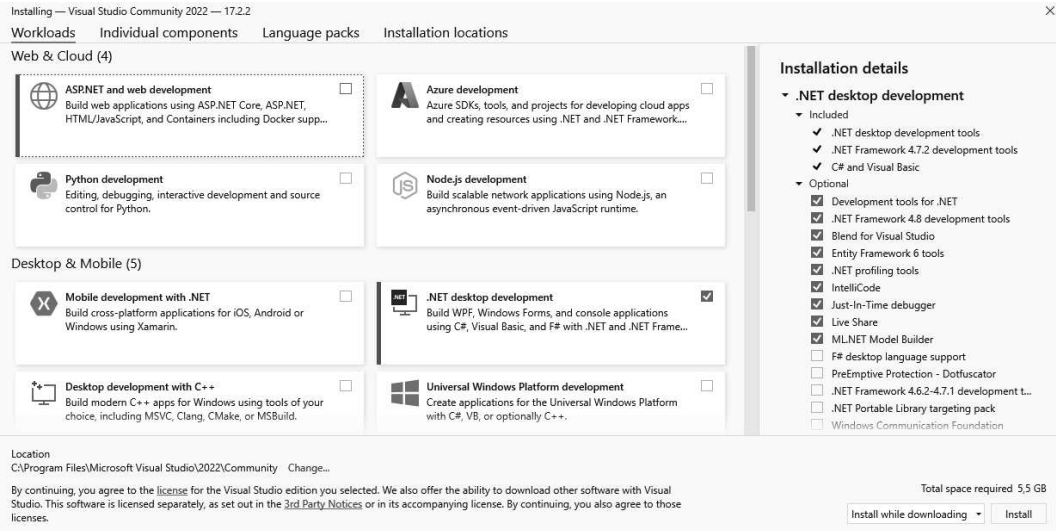 Installing — Visual Studio Community 2022 — 17.2.2
Workloads Individual components Language packs Installation locations
Web & Cloud (4)
ASP.NET and web development
Build web applications using ASP.NET Core, ASP.NET,
HTML/JavaScript, and Containers including Docker supp...
Azure development
Azure SDKs, tools, and projects for developing cloud apps
and creating resources using .NET and .NET Framework....
Python development
Editing, debugging, interactive development and source
control for Python.
JS
Node.js development
Build scalable network applications using Node.js, an
asynchronous event-driven JavaScript runtime.
Desktop & Mobile (5)
Mobile development with .NET
Build cross-platform applications for iOS, Android or
Windows using Xamarin.
.NET
.NET desktop development
Build WPF, Windows Forms, and console applications
using C#, Visual Basic, and F# with .NET and .NET Frame...
Desktop development with C++
Build modern C++ apps for Windows using tools of your
choice, including MSVC, Clang, CMake, or MSBuild.
Universal Windows Platform development
Create applications for the Universal Windows Platform
with C#, VB, or optionally C++.
Installation details
.NET desktop development
Included
.NET desktop development tools
.NET Framework 4.7.2 development tools
C# and Visual Basic
Optional
Development tools for .NET
.NET Framework 4.8 development tools
Blend for Visual Studio
Entity Framework 6 tools
.NET profiling tools
IntelliCode
Just-In-Time debugger
Live Share
ML.NET Model Builder
F# desktop language support
PreEmptive Protection - Dotfuscator
.NET Framework 4.6.2-4.7.1 development t...
.NET Portable Library targeting pack
Windows Communication Foundation
Location
C:\Program Files\Microsoft Visual Studio\2022\Community Change...
By continuing, you agree to the license for the Visual Studio edition you selected. We also offer the ability to download other software with Visual
Studio. This software is licensed separately, as set out in the 3rd Party Notices or in its accompanying license. By continuing, you also agree to those
licenses.
Total space required 5,5 GB
Install while downloading
Install